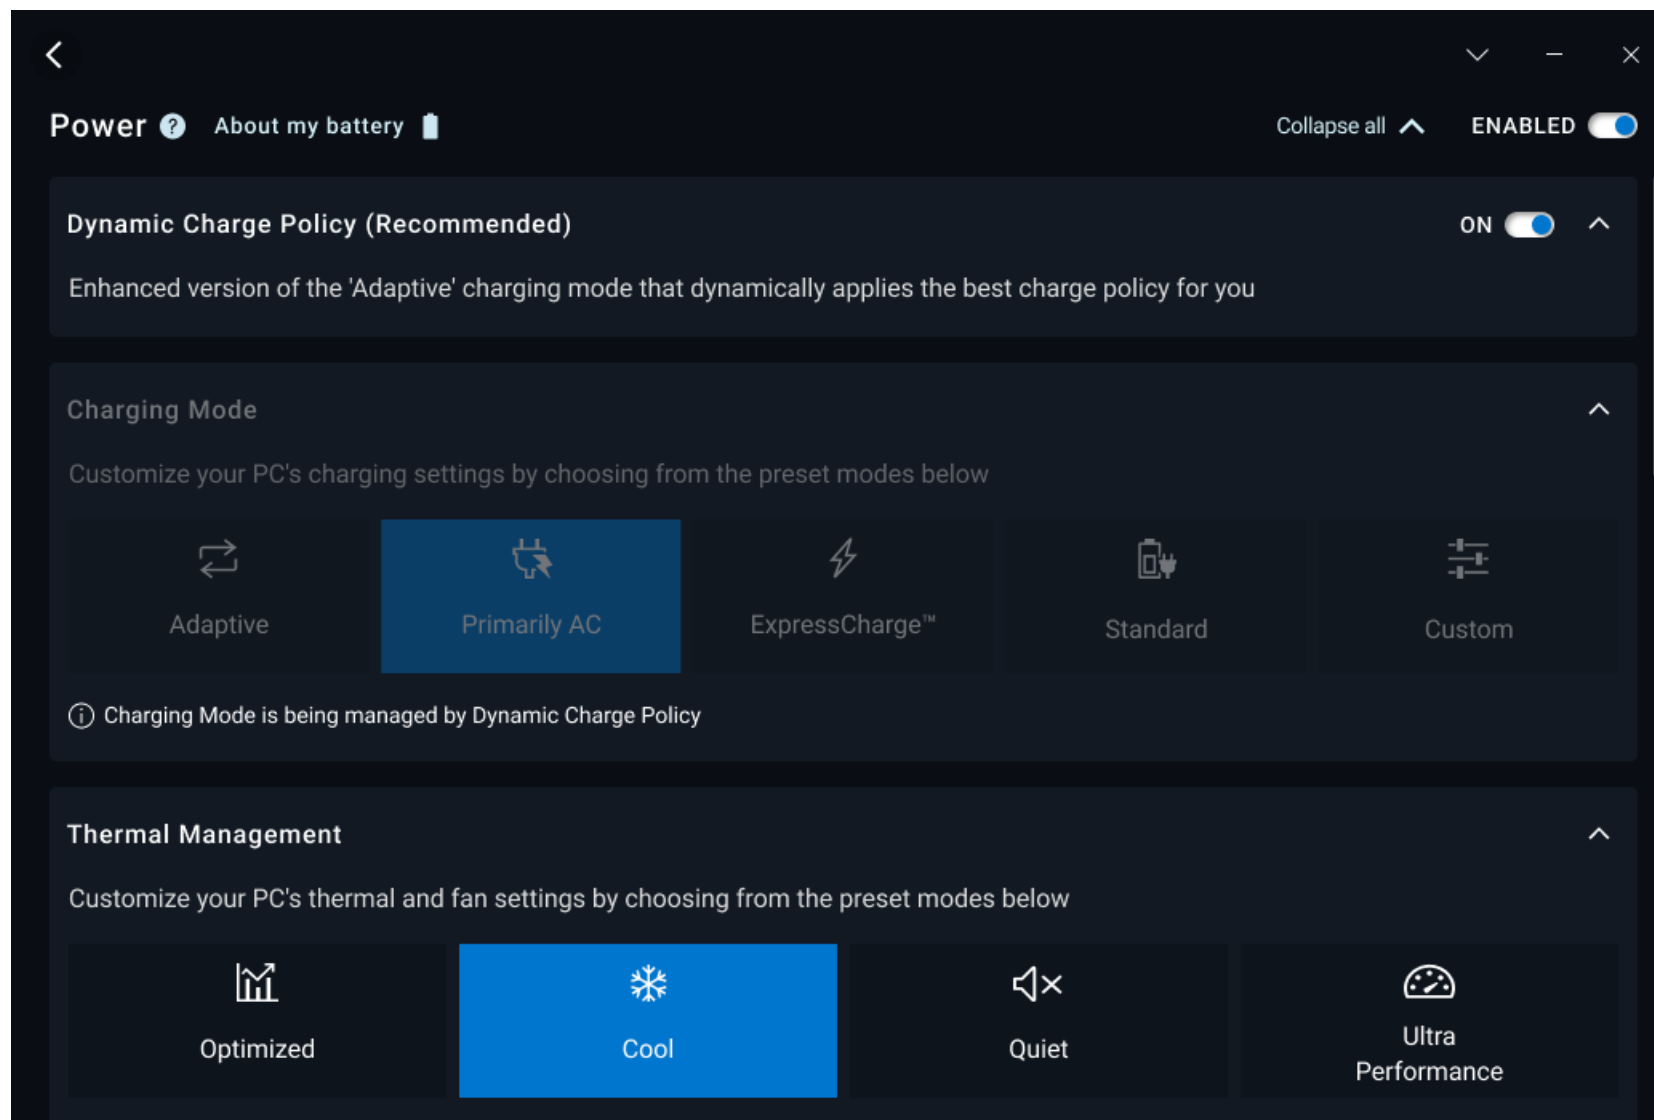 Power ? About my battery Collapse all ENABLED
Dynamic Charge Policy (Recommended) ON
Enhanced version of the 'Adaptive' charging mode that dynamically applies the best charge policy for you
Charging Mode
Customize your PC's charging settings by choosing from the preset modes below
Adaptive Primarily AC ExpressCharge™ Standard Custom
Charging Mode is being managed by Dynamic Charge Policy
Thermal Management
Customize your PC's thermal and fan settings by choosing from the preset modes below
Optimized Cool Quiet Ultra
Performance